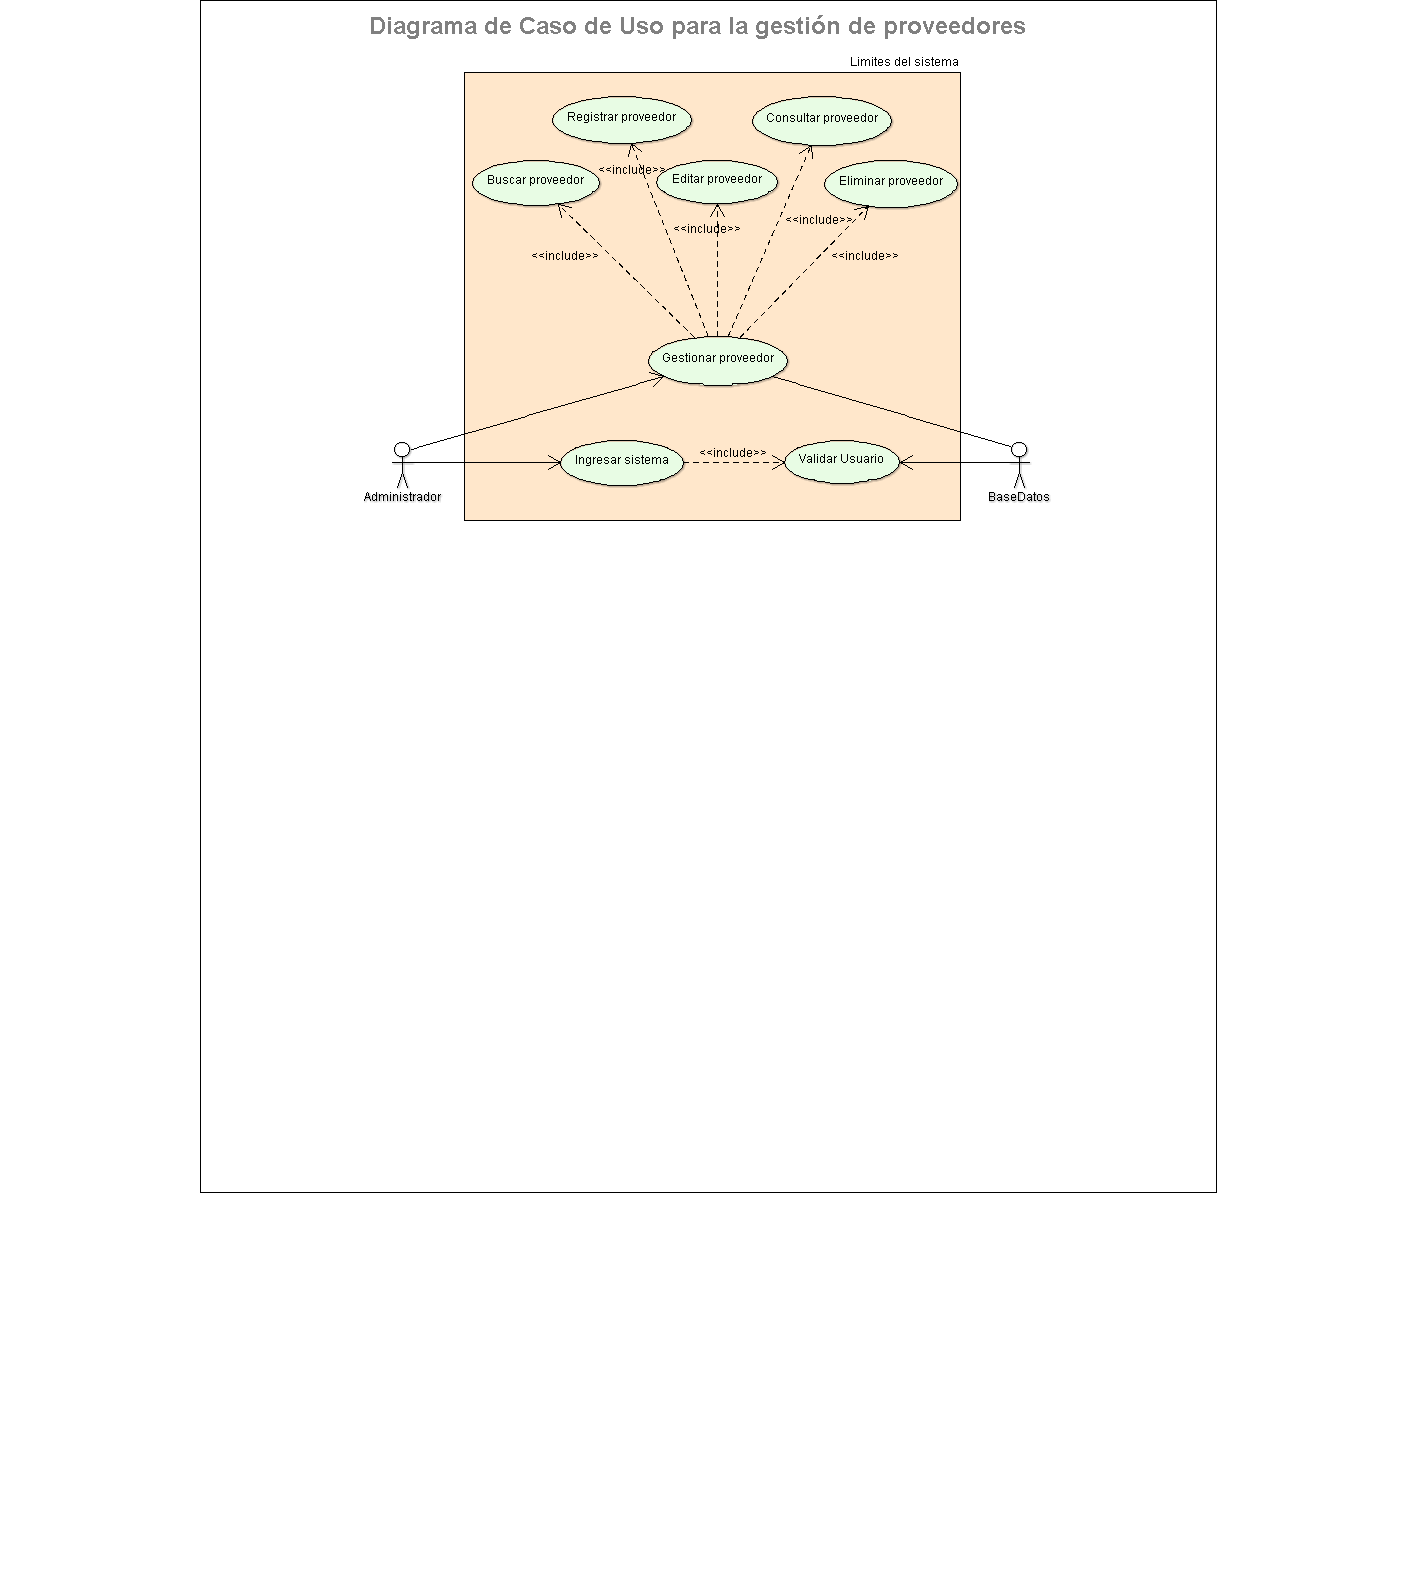 Diagrama de Caso de Uso para la gestión de proveedores
Limites del sistema
Registrar proveedor
Consultar proveedor
<<include>>
Buscar proveedor
Editar proveedor
Eliminar proveedor
<<include>>
<<include>>
<<include>>
<<include>>
Gestionar proveedor
<<include>>
Ingresar sistema
Validar Usuario
Administrador
BaseDatos